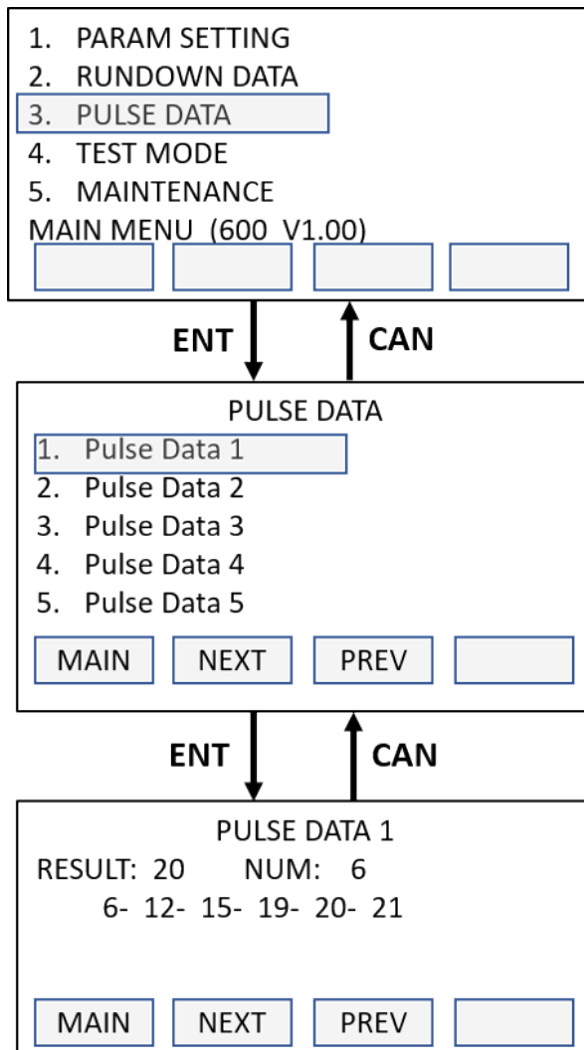 1. PARAM SETTING
2. RUNDOWN DATA
3. PULSE DATA
4. TEST MODE
5. MAINTENANCE
MAIN MENU (600 V1.00)
ENT CAN
PULSE DATA
1. Pulse Data 1
2. Pulse Data 2
3. Pulse Data 3
4. Pulse Data 4
5. Pulse Data 5
MAIN NEXT PREV
ENT CAN
PULSE DATA 1
RESULT: 20 NUM: 6
6- 12- 15- 19- 20- 21
MAIN NEXT PREV